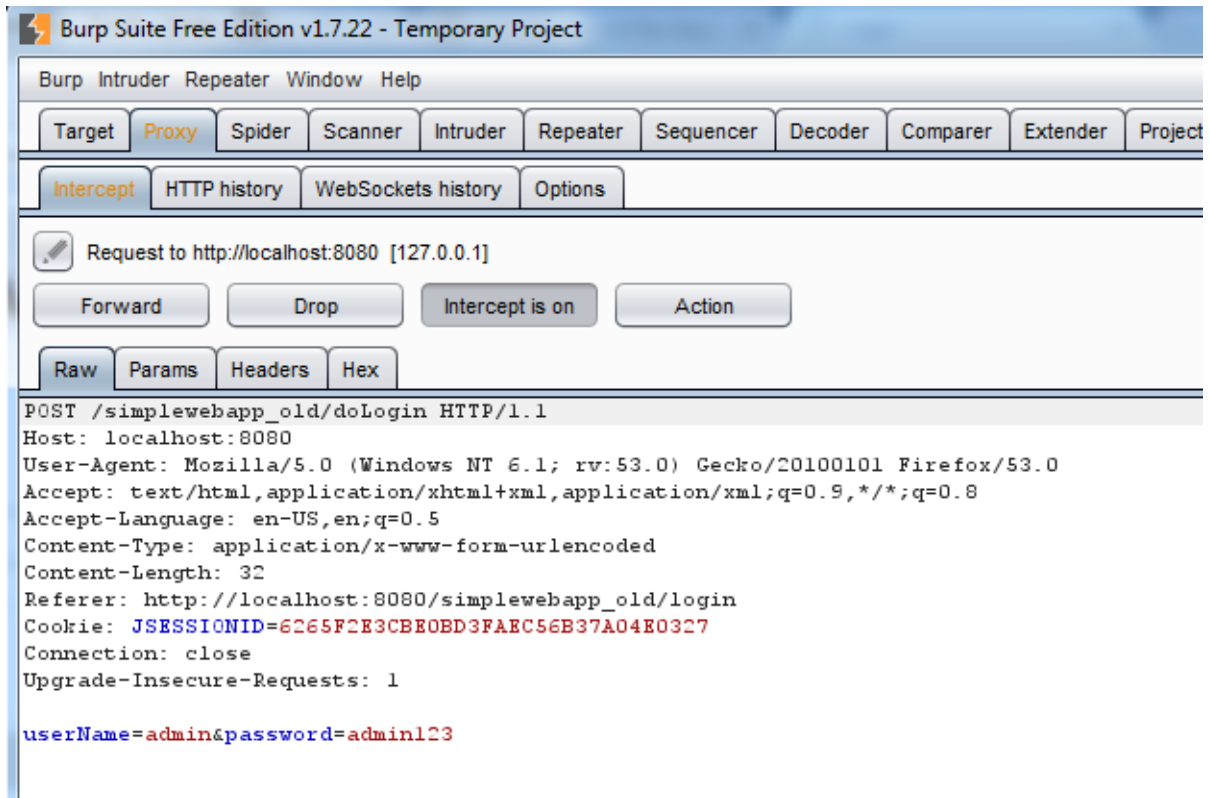 Burp Suite Free Edition v1.7.22 - Temporary Project
Burp Intruder Repeater Window Help
Target Proxy Spider Scanner Intruder Repeater Sequencer Decoder Comparer Extender Project
Intercept HTTP history WebSockets history Options
Request to http://localhost:8080 [127.0.0.1]
Forward Drop Intercept is on Action
Raw Params Headers Hex
POST /simplewebapp_old/doLogin HTTP/1.1
Host: localhost:8080
User-Agent: Mozilla/5.0 (Windows NT 6.1; rv:53.0) Gecko/20100101 Firefox/53.0
Accept: text/html,application/xhtml+xml,application/xml;q=0.9,*/*;q=0.8
Accept-Language: en-US,en;q=0.5
Content-Type: application/x-www-form-urlencoded
Content-Length: 32
Referer: http://localhost:8080/simplewebapp_old/login
Cookie: JSESSIONID=6265F2E3CBE0BD3FAEC56B37A04E0327
Connection: close
Upgrade-Insecure-Requests: 1
userName=admin&password=admin123